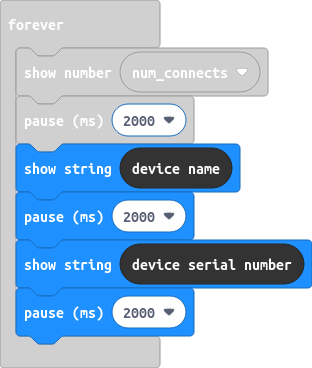 forever
show number num_connects
pause (ms) 2000
show string device name
pause (ms) 2000
show string device serial number
pause (ms) 2000